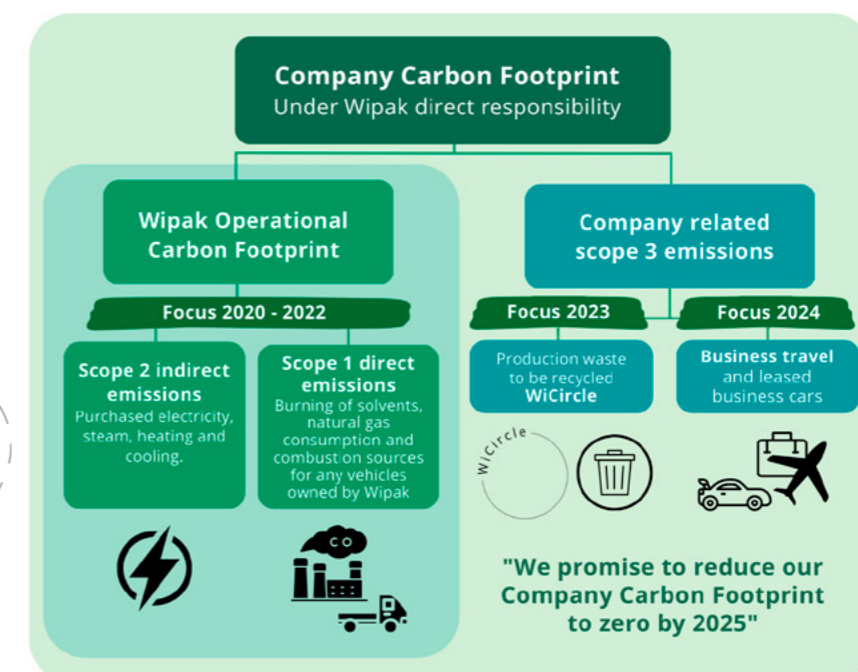 Company Carbon Footprint
Under Wipak direct responsibility
Wipak Operational
Carbon Footprint
Company related
scope 3 emissions
Focus 2020 - 2022
Focus 2023
Focus 2024
Scope 2 indirect
emissions
Purchased electricity,
steam, heating and
cooling.
Scope 1 direct
emissions
Burning of solvents,
natural gas
consumption and
combustion sources
for any vehicles
owned by Wipak
Production waste
to be recycled
WiCircle
Business travel
and leased
business cars
WiCircle
CO
"We promise to reduce our
Company Carbon Footprint
to zero by 2025"